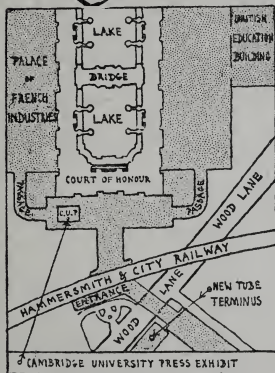 LAKE
BRITISH
EDUCATION
BUILDING
PALACE
OF
FRENCH
INDUSTRIES
BRIDGE
LAKE
COURT OF HONOUR
PASSAGE
PASSAGE
C.U.P
WOOD LANE
HAMMERSMITH & CITY RAILWAY
ENTRANCE
WOOD
LANE
NEW TUBE
TERMINUS
CAMBRIDGE UNIVERSITY PRESS EXHIBIT